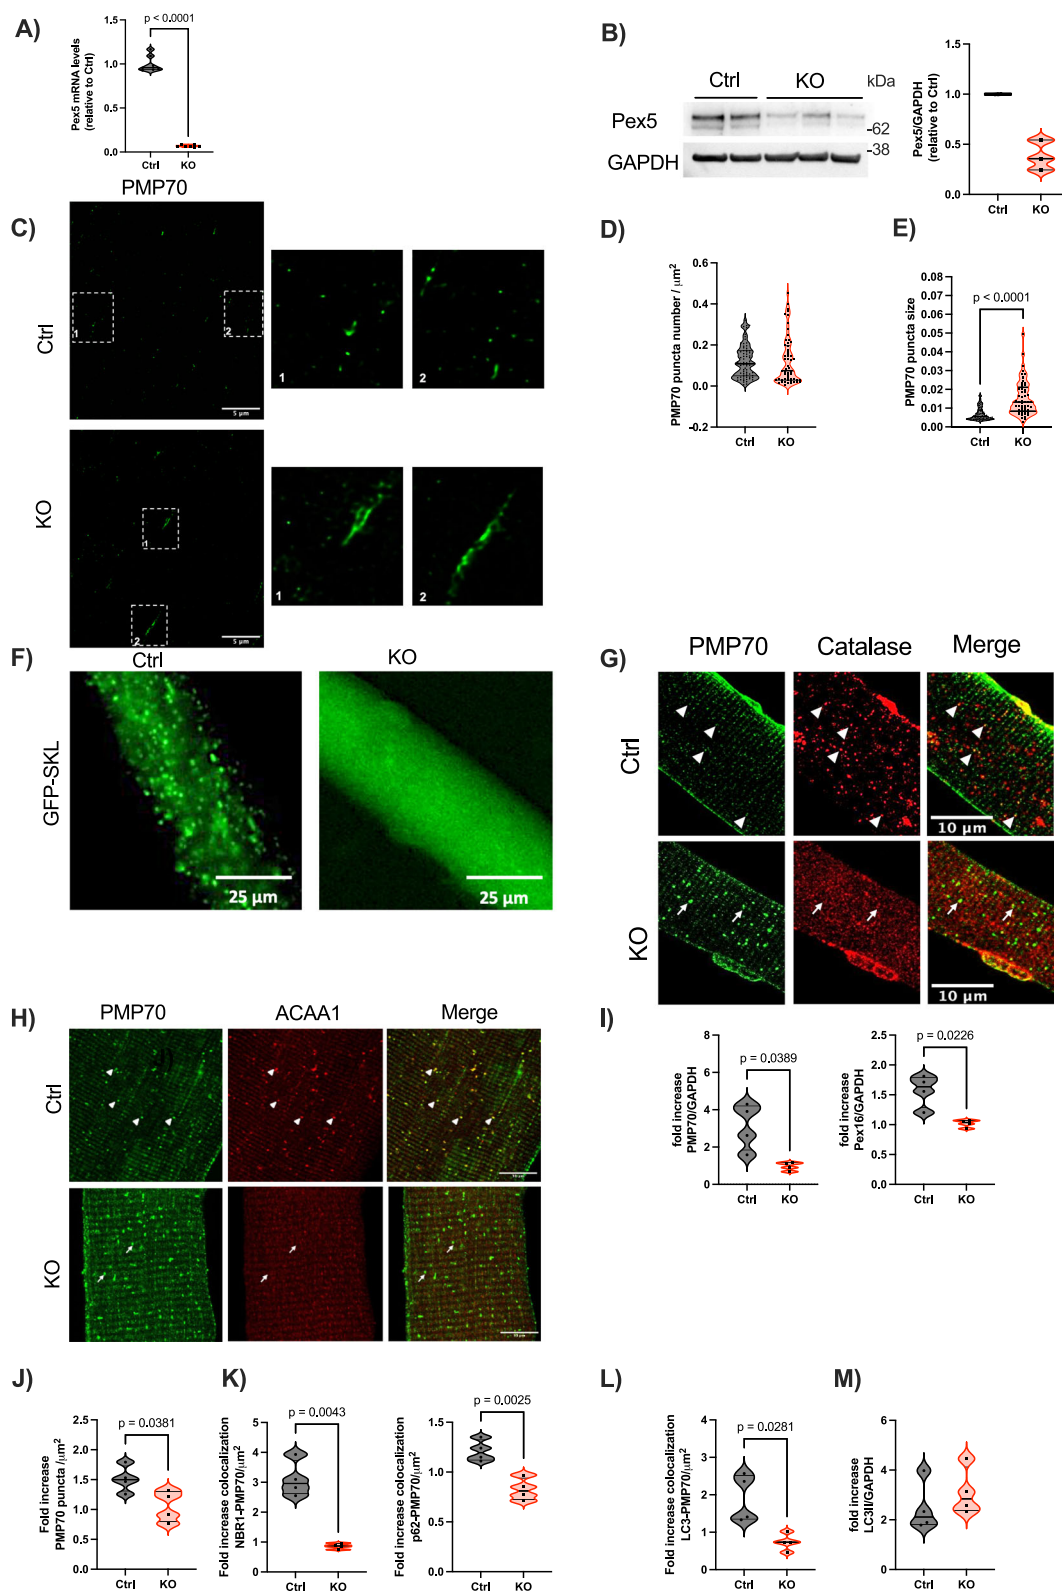 A)
p < 0.0001
Pex5 mRNA levels
(relative to Ctrl)
1.5
1.0
0.5
0.0
Ctrl
KO
B)
Ctrl
KO
kDa
Pex5
-62
-38
GAPDH
Pex5/GAPDH
(relative to Ctrl)
1.5
1.0
0.5
0.0
Ctrl
KO
C)
PMP70
Ctrl
1
2
5 µm
1
2
KO
1
2
5 µm
1
2
D)
PMP70 puncta number / µm²
0.6
0.4
0.2
0.0
-0.2
Ctrl
KO
E)
p < 0.0001
PMP70 puncta size
0.08
0.07
0.06
0.05
0.04
0.03
0.02
0.01
0.00
Ctrl
KO
F)
Ctrl
KO
GFP-SKL
25 µm
25 µm
G)
PMP70
Catalase
Merge
Ctrl
10 µm
KO
10 µm
H)
PMP70
ACAA1
Merge
Ctrl
KO
I)
p = 0.0389
fold increase
PMP70/GAPDH
8
6
4
2
0
Ctrl
KO
p = 0.0226
fold increase
Pex16/GAPDH
2.5
2.0
1.5
1.0
0.5
0.0
Ctrl
KO
J)
p = 0.0381
Fold increase
PMP70 puncta /µm²
2.5
2.0
1.5
1.0
0.5
0.0
Ctrl
KO
K)
p = 0.0043
Fold increase colocalization
NBR1-PMP70/µm²
5
4
3
2
1
0
Ctrl
KO
p = 0.0025
Fold increase colocalization
p62-PMP70/µm²
1.5
1.0
0.5
0.0
Ctrl
KO
L)
p = 0.0281
Fold increase colocalization
LC3-PMP70/µm²
4
3
2
1
0
Ctrl
KO
M)
fold increase
LC3II/GAPDH
6
4
2
0
Ctrl
KO